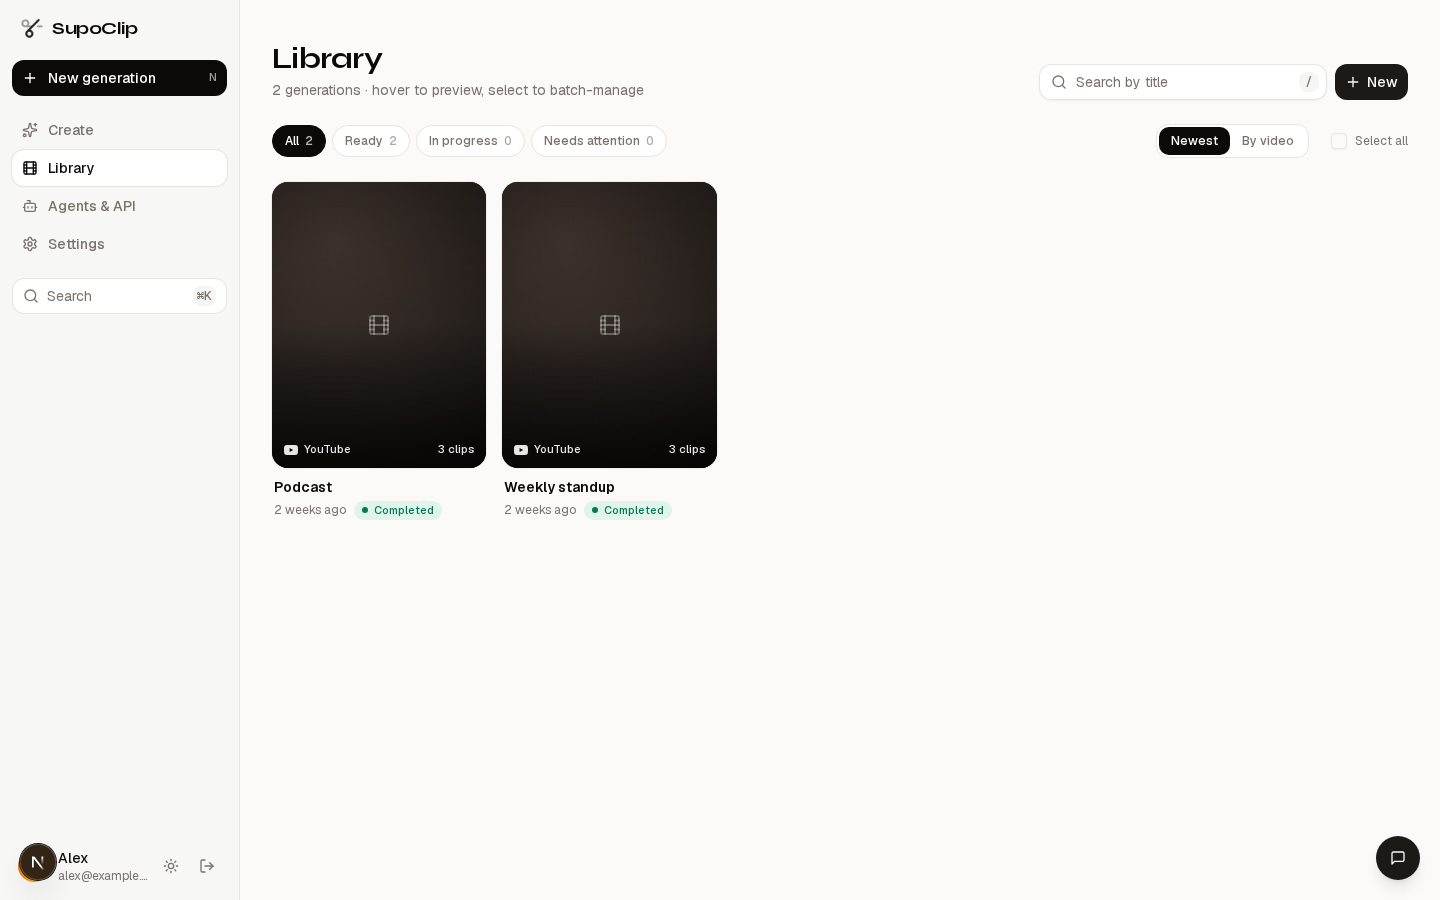 SupoClip
New generation N
Create
Library
Agents & API
Settings
Search ⌘K
Library
2 generations · hover to preview, select to batch-manage
Search by title /
New
All 2
Ready 2
In progress 0
Needs attention 0
Newest
By video
Select all
YouTube 3 clips
Podcast
2 weeks ago Completed
YouTube 3 clips
Weekly standup
2 weeks ago Completed
N
Alex
alex@example....